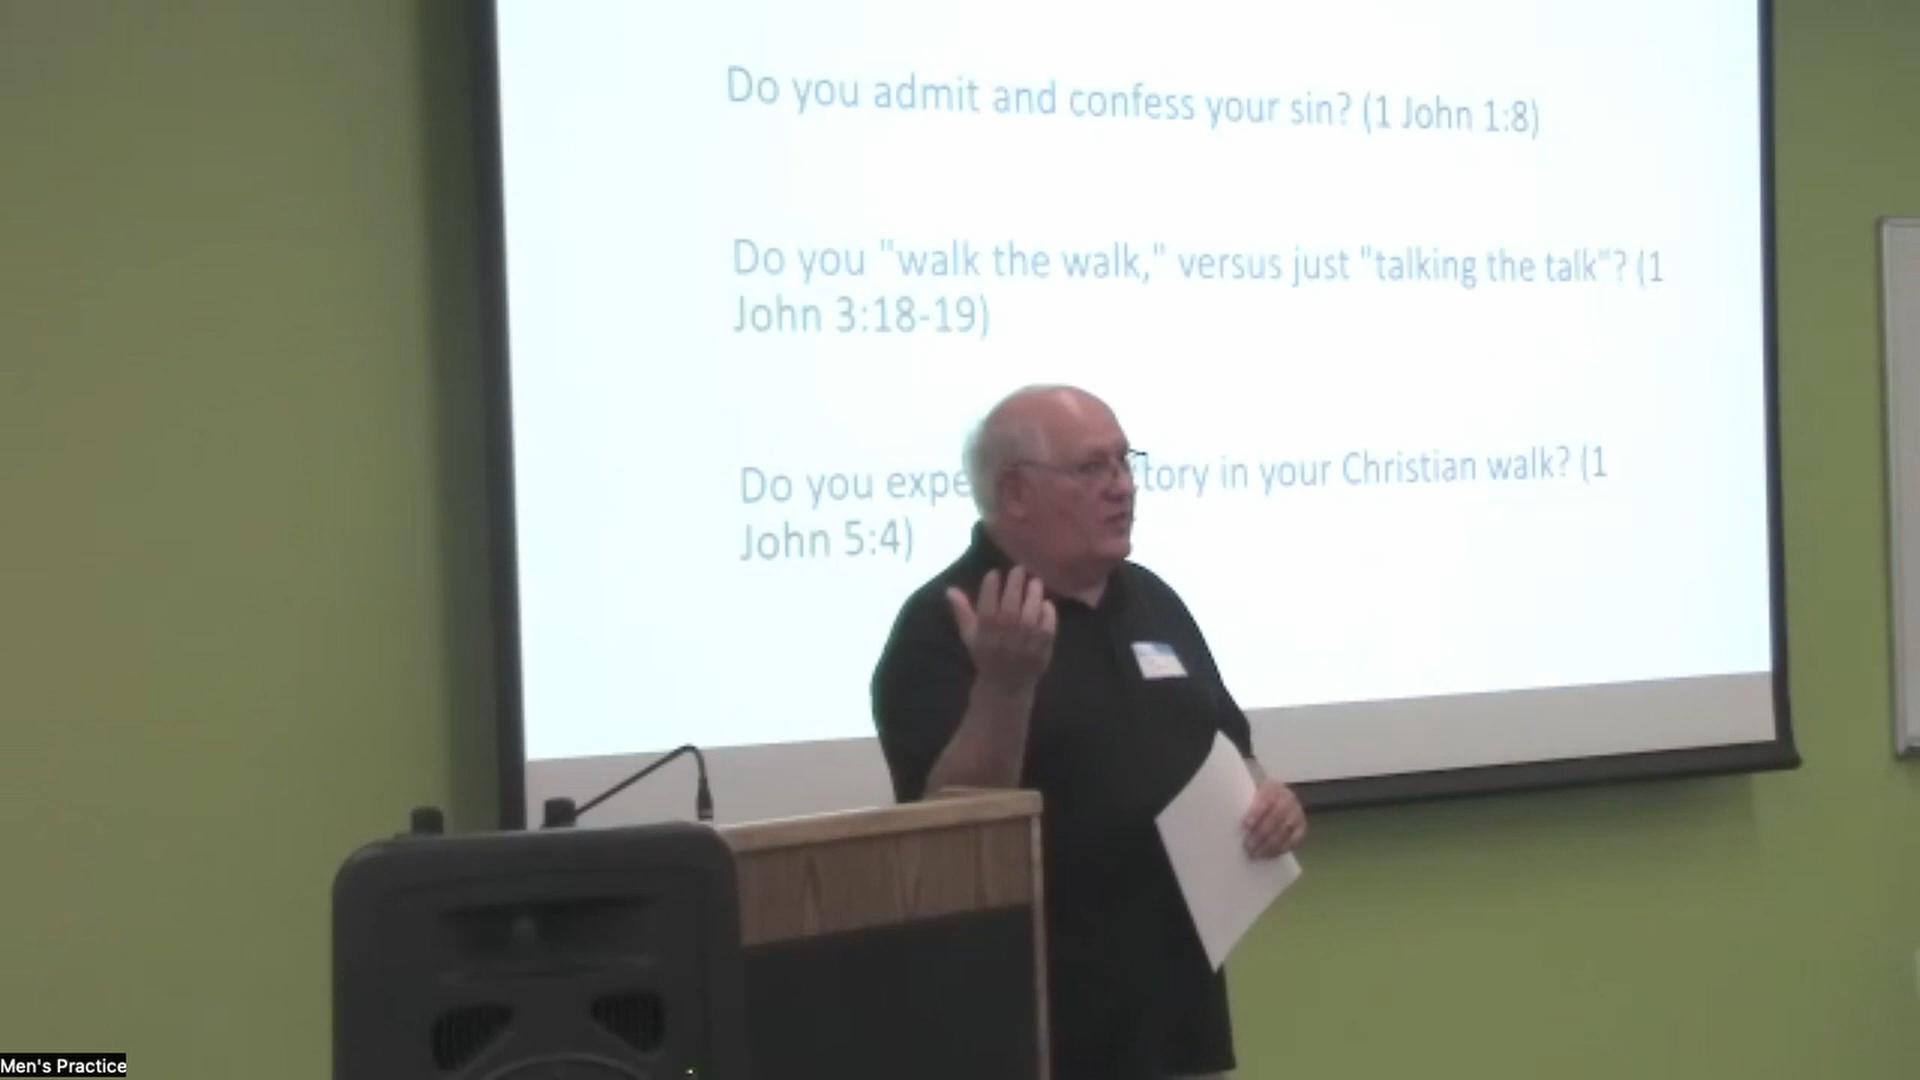 Do you admit and confess your sin? (1 John 1:8)
Do you "walk the walk," versus just "talking the talk"? (1
John 3:18-19)
Do you expe tory in your Christian walk? (1
John 5:4)
Men's Practice